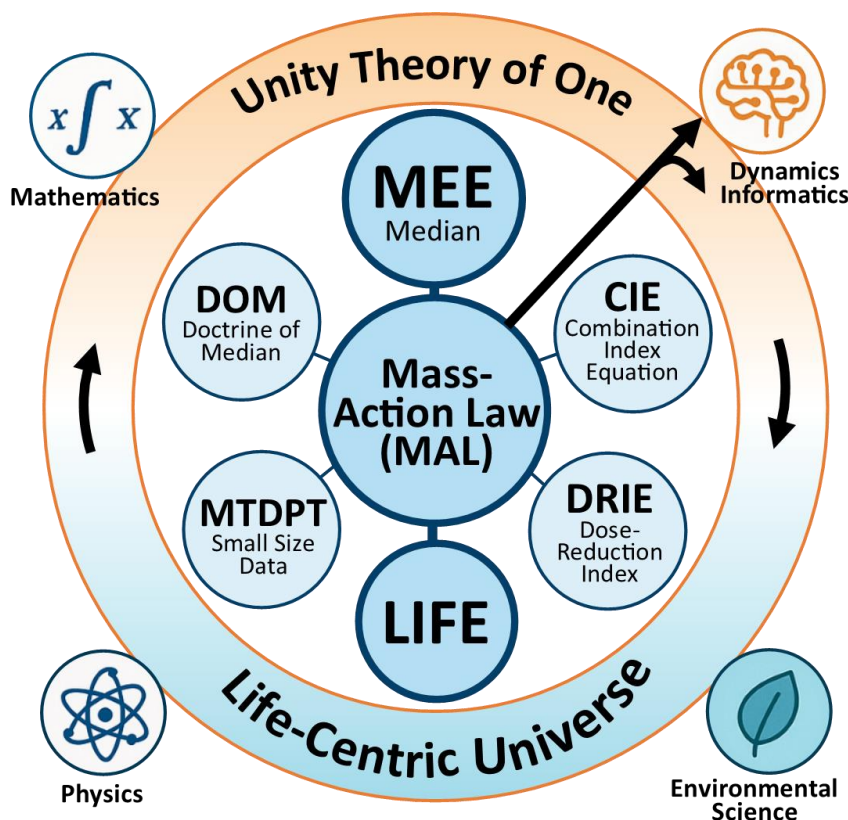 Unity Theory of One
x∫x
Mathematics
Dynamics
Informatics
MEE
Median
DOM
Doctrine of
Median
CIE
Combination
Index
Equation
Mass-
Action Law
(MAL)
MTDPT
Small Size
Data
DRIE
Dose-
Reduction
Index
LIFE
Life-Centric Universe
Physics
Environmental
Science